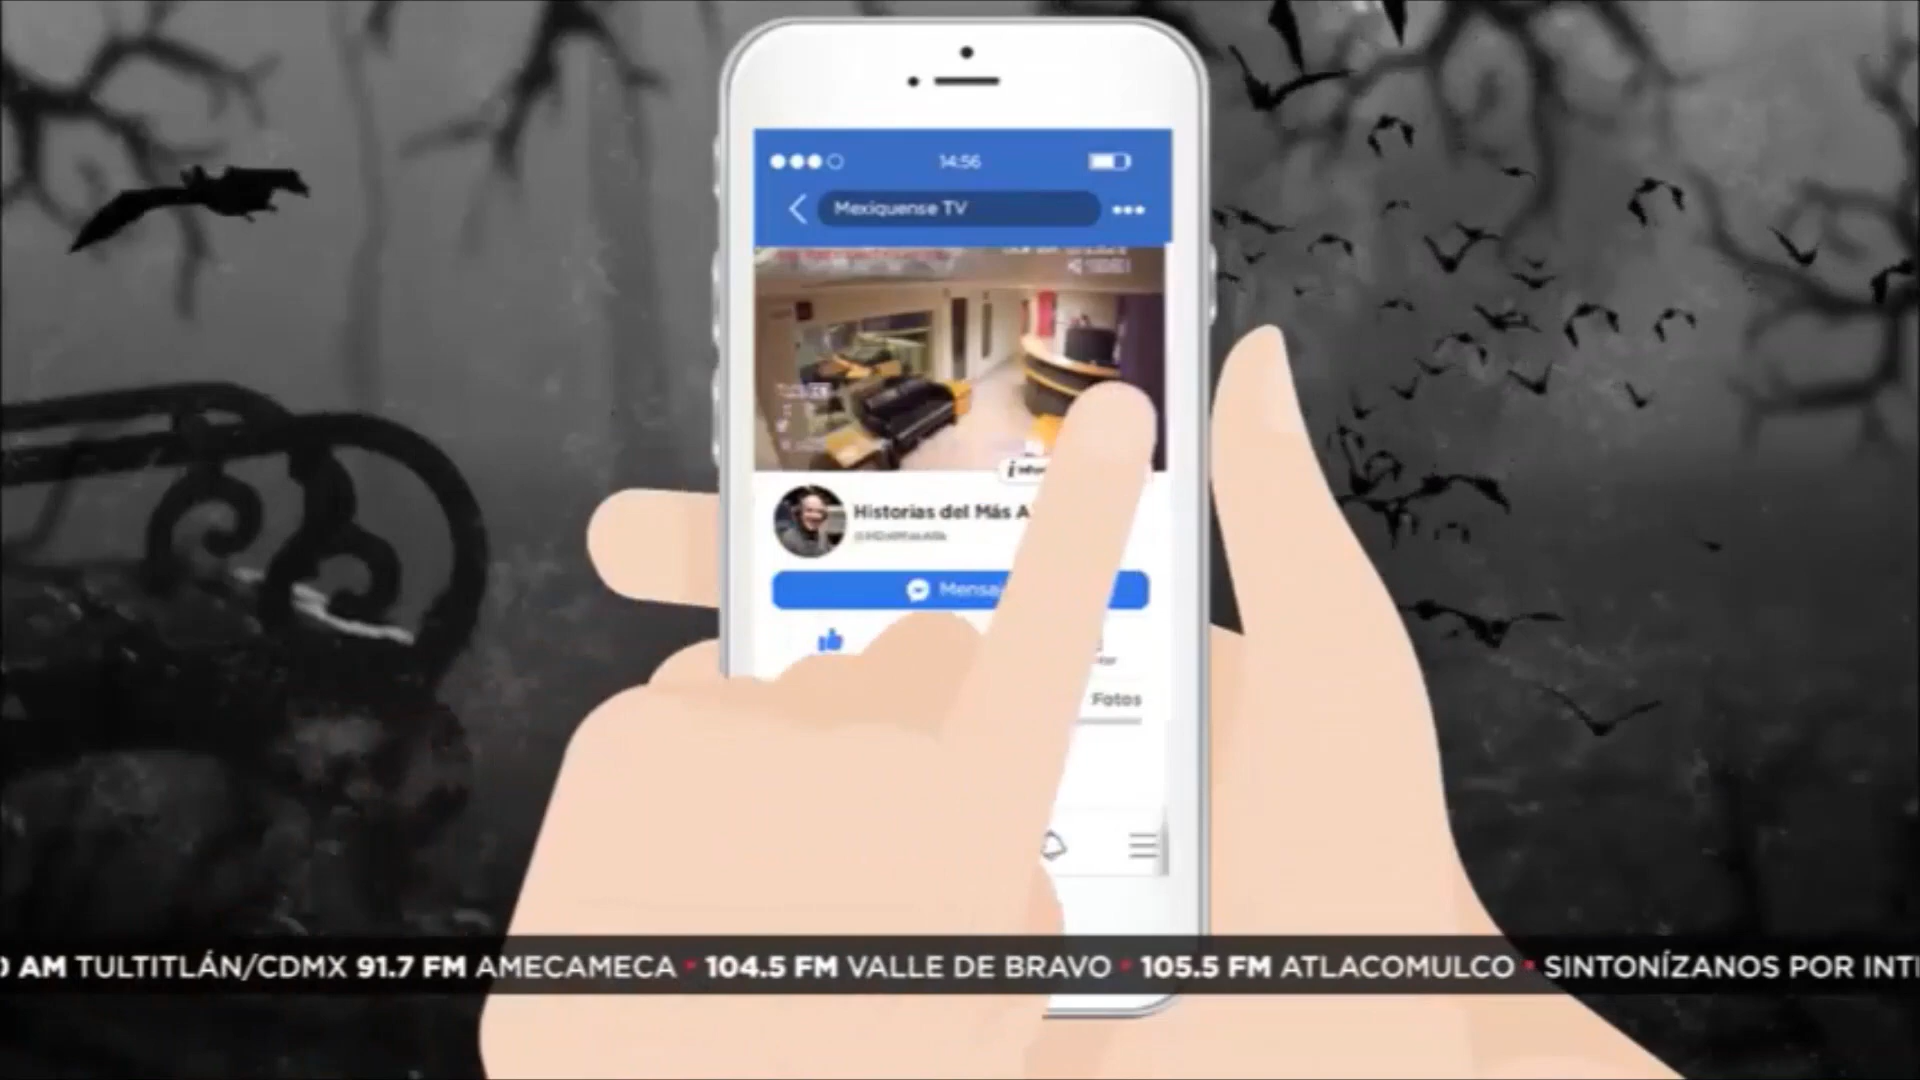 14:56
Mexiquense TV
Historias del Más A
Mensaj
Fotos
AM TULTITLÁN/CDMX 91.7 FM AMECAMECA • 104.5 FM VALLE DE BRAVO • 105.5 FM ATLACOMULCO • SINTONÍZANOS POR INT